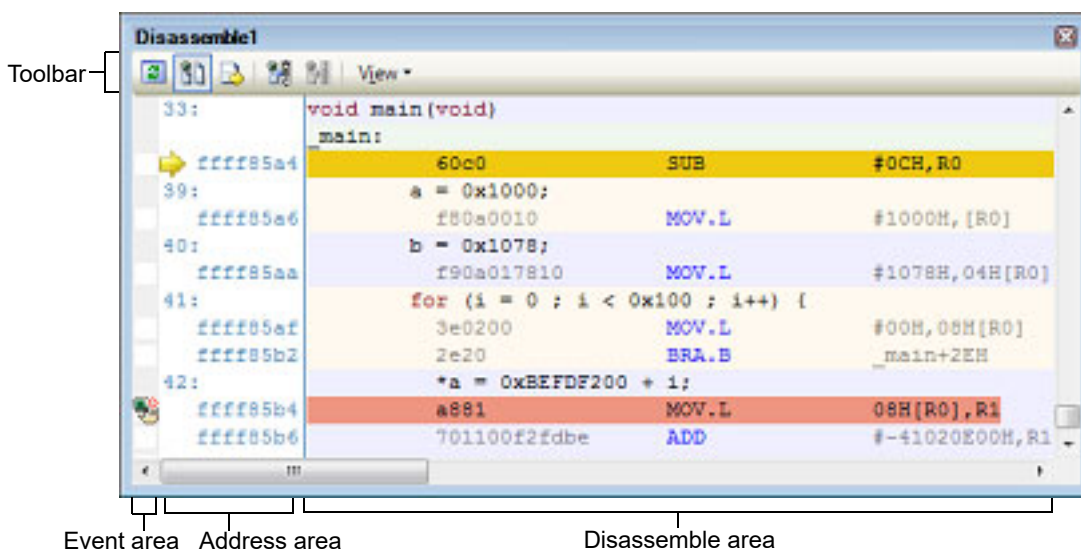 Disassemble1
Toolbar
View
33: void main(void)
_main:
ffff85a4 60c0 SUB #0CH,R0
39: a = 0x1000;
ffff85a6 f80a0010 MOV.L #1000H,[R0]
40: b = 0x1078;
ffff85aa f90a017810 MOV.L #1078H,04H[R0]
41: for (i = 0 ; i < 0x100 ; i++) {
ffff85af 3e0200 MOV.L #00H,08H[R0]
ffff85b2 2e20 BRA.B _main+2EH
42: *a = 0xBEFDF200 + i;
ffff85b4 a881 MOV.L 08H[R0],R1
ffff85b6 701100f2fdbe ADD #-41020E00H,R1
Event area Address area Disassemble area